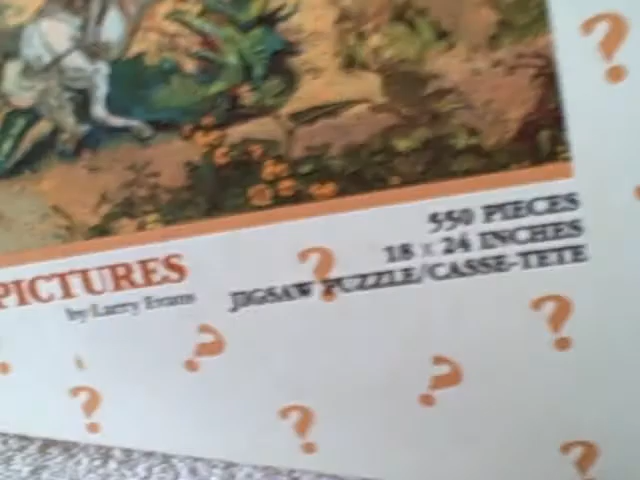 550 PIECES
18 x 24 INCHES
JIGSAW PUZZLE/CASSE-TETE
PICTURES
by Larry Evans
? ? ? ? ? ? ? ?